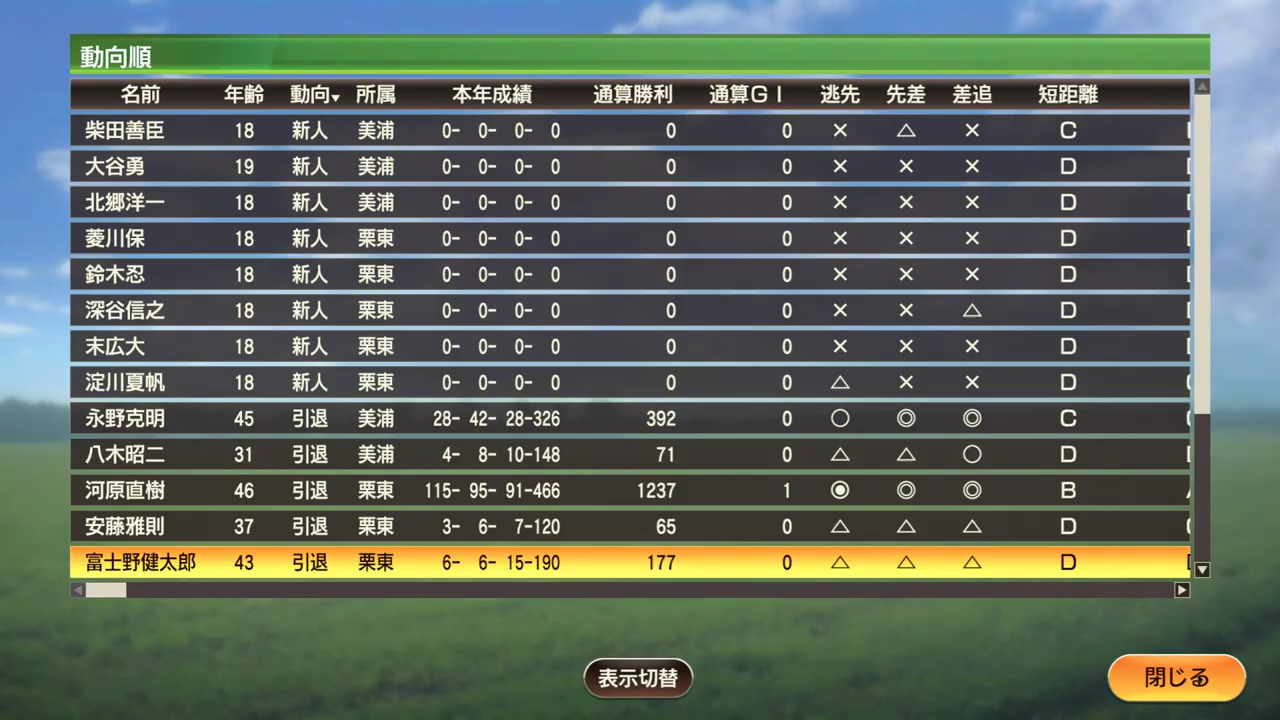 動向順
名前 年齢 動向▼ 所属 本年成績 通算勝利 通算GⅠ 逃先 先差 差追 短距離
柴田善臣 18 新人 美浦 0- 0- 0- 0 0 0 × △ × C
大谷勇 19 新人 美浦 0- 0- 0- 0 0 0 × × × D
北郷洋一 18 新人 美浦 0- 0- 0- 0 0 0 × × × D
菱川保 18 新人 栗東 0- 0- 0- 0 0 0 × × × D
鈴木忍 18 新人 栗東 0- 0- 0- 0 0 0 × × × D
深谷信之 18 新人 栗東 0- 0- 0- 0 0 0 × × △ D
末広大 18 新人 栗東 0- 0- 0- 0 0 0 × × × D
淀川夏帆 18 新人 栗東 0- 0- 0- 0 0 0 △ × × D
永野克明 45 引退 美浦 28- 42- 28-326 392 0 ○ ◎ ◎ C
八木昭二 31 引退 美浦 4- 8- 10-148 71 0 △ △ ○ D
河原直樹 46 引退 栗東 115- 95- 91-466 1237 1 ◉ ◎ ◎ B
安藤雅則 37 引退 栗東 3- 6- 7-120 65 0 △ △ △ D
富士野健太郎 43 引退 栗東 6- 6- 15-190 177 0 △ △ △ D
表示切替
閉じる